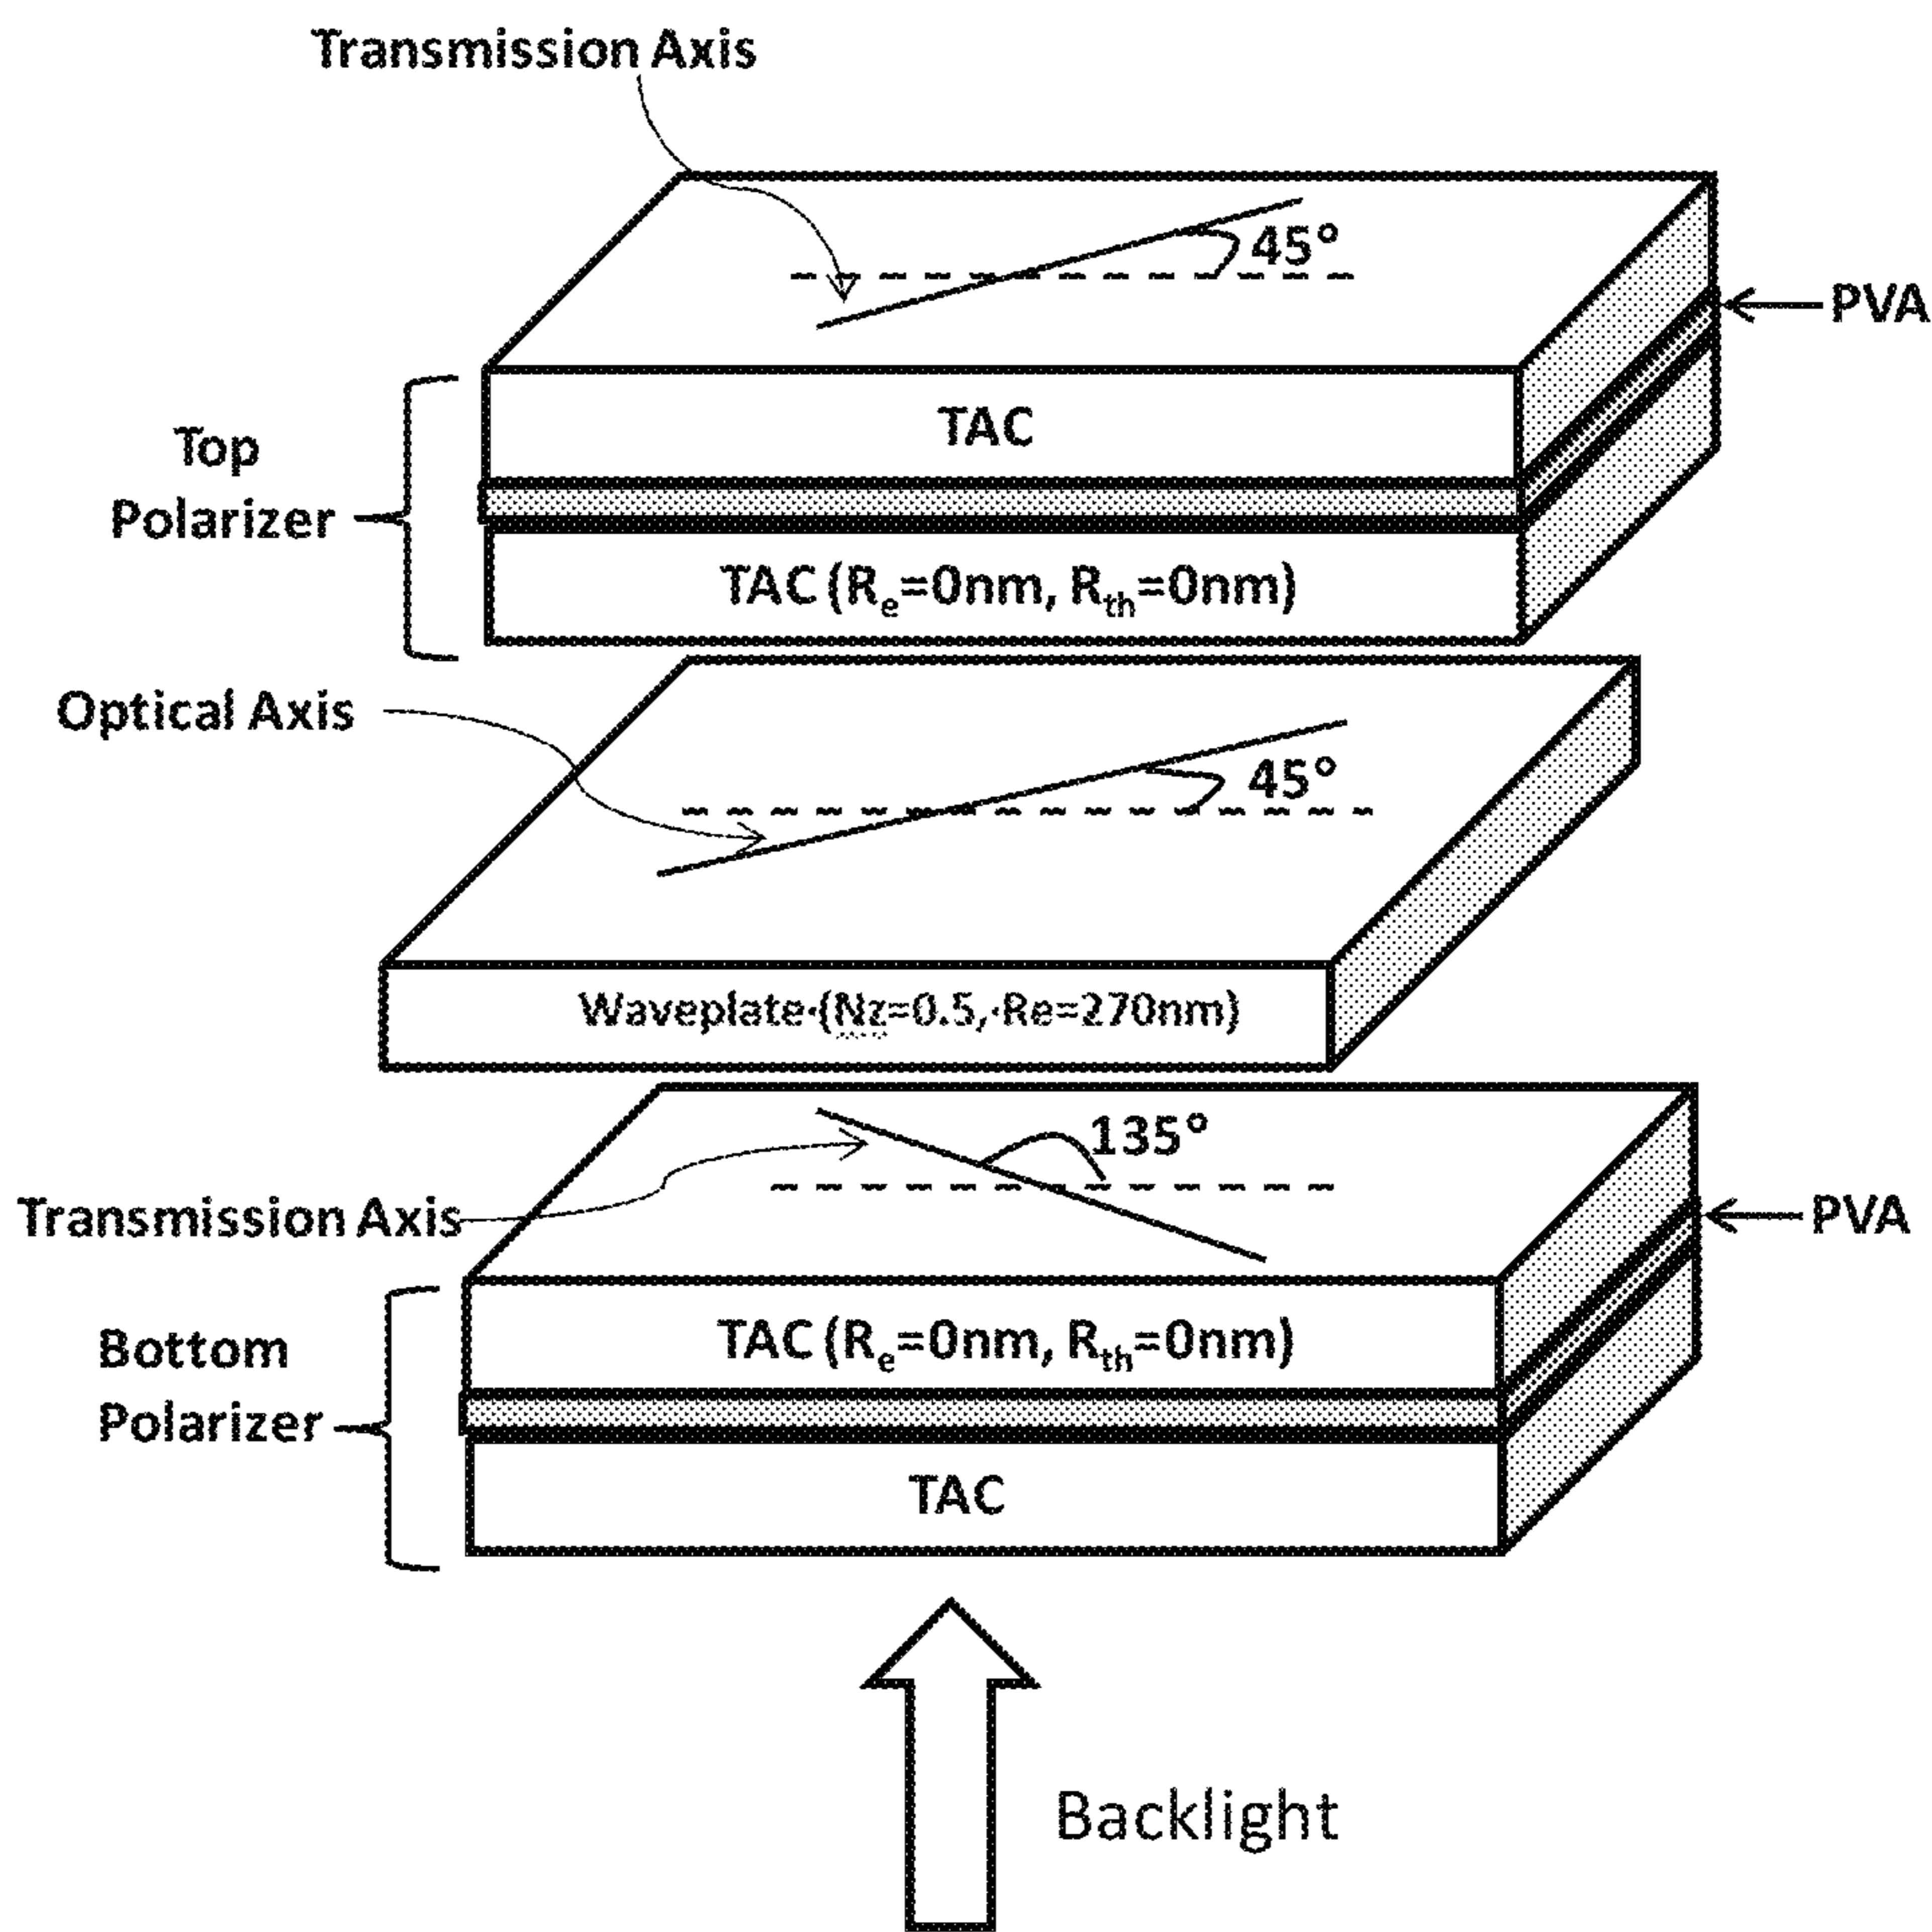 Transmission Axis
45°
PVA
TAC
Top
Polarizer
TAC (Re=0nm, Rth=0nm)
Optical Axis
45°
Waveplate·(Nz=0.5,·Re=270nm)
135°
Transmission Axis
PVA
TAC (Re=0nm, Rth=0nm)
Bottom
Polarizer
TAC
Backlight